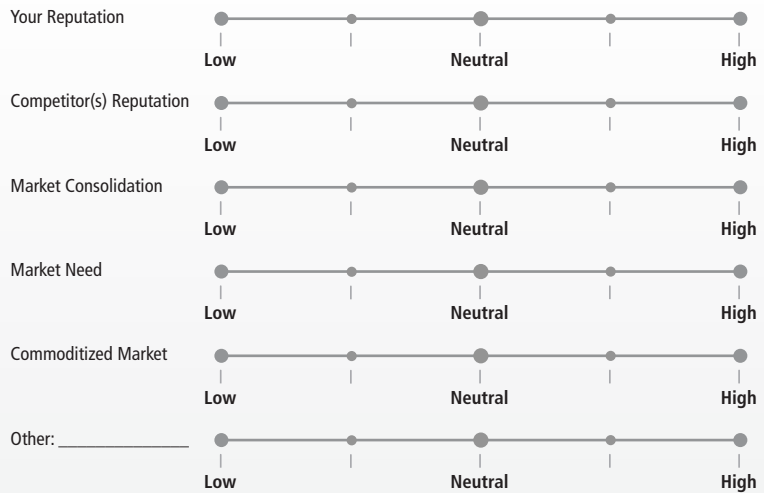 Your Reputation
Low Neutral High
Competitor(s) Reputation
Low Neutral High
Market Consolidation
Low Neutral High
Market Need
Low Neutral High
Commoditized Market
Low Neutral High
Other: ______________
Low Neutral High